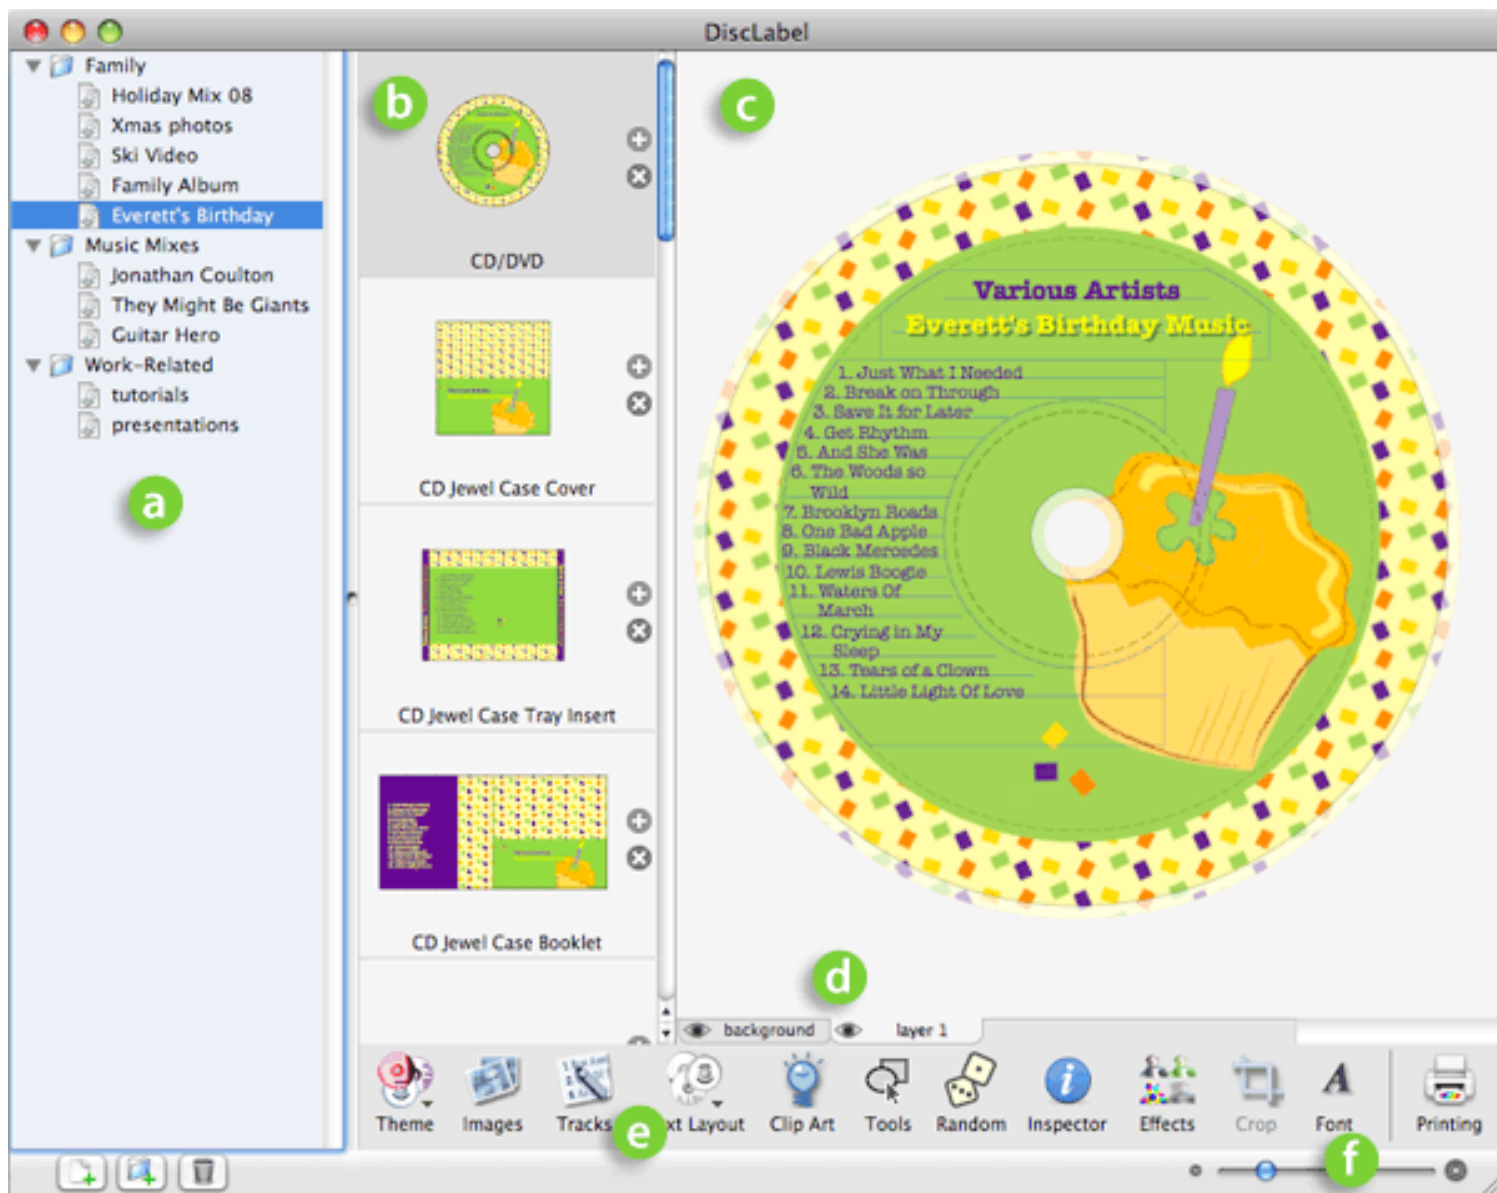 DiscLabel
Family
Holiday Mix 08
Xmas photos
Ski Video
Family Album
Everett's Birthday
Music Mixes
Jonathan Coulton
They Might Be Giants
Guitar Hero
Work-Related
tutorials
presentations
a
b
CD/DVD
CD Jewel Case Cover
CD Jewel Case Tray Insert
CD Jewel Case Booklet
c
Various Artists
Everett's Birthday Music
1. Just What I Needed
2. Break on Through
3. Save It for Later
4. Get Rhythm
5. And She Was
6. The Woods so
Wild
7. Brooklyn Roads
8. One Bad Apple
9. Black Mercedes
10. Lewis Boogie
11. Waters Of
March
12. Crying in My
Sleep
13. Tears of a Clown
14. Little Light Of Love
d
background
layer 1
Theme
Images
Tracks
e
xt Layout
Clip Art
Tools
Random
Inspector
Effects
Crop
Font
Printing
f